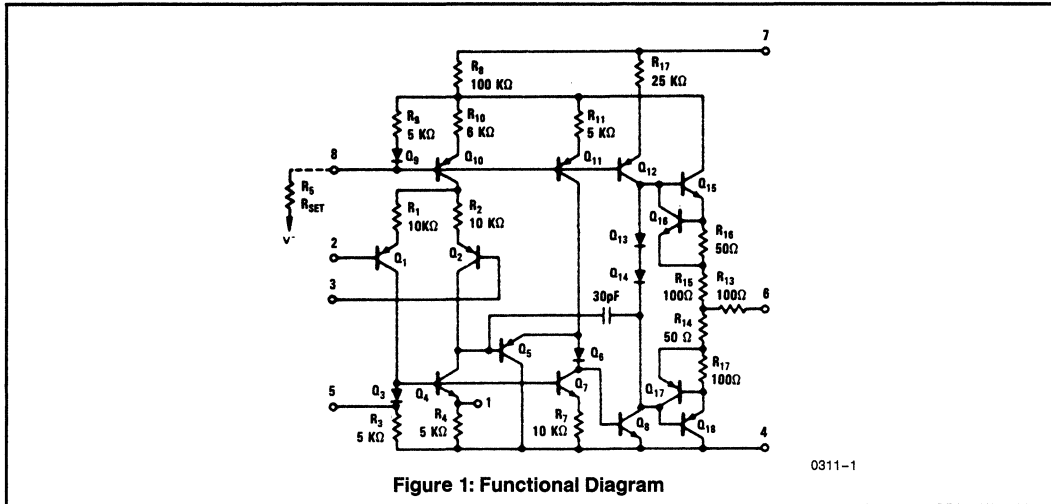 7
R8
100 KΩ
R17
25 KΩ
R9
5 KΩ
R10
6 KΩ
R11
5 KΩ
8
Q9
Q10
Q11
Q12
Q15
R5
RSET
V-
R1
10KΩ
R2
10 KΩ
Q16
R16
50Ω
Q13
2
Q1
Q2
Q14
R15
100Ω
R13
100Ω
6
3
30pF
R14
50 Ω
Q5
Q6
R17
100Ω
Q3
Q4
Q7
Q17
5
1
R3
5 KΩ
R4
5 KΩ
R7
10 KΩ
Q8
Q18
4
0311–1
Figure 1: Functional Diagram